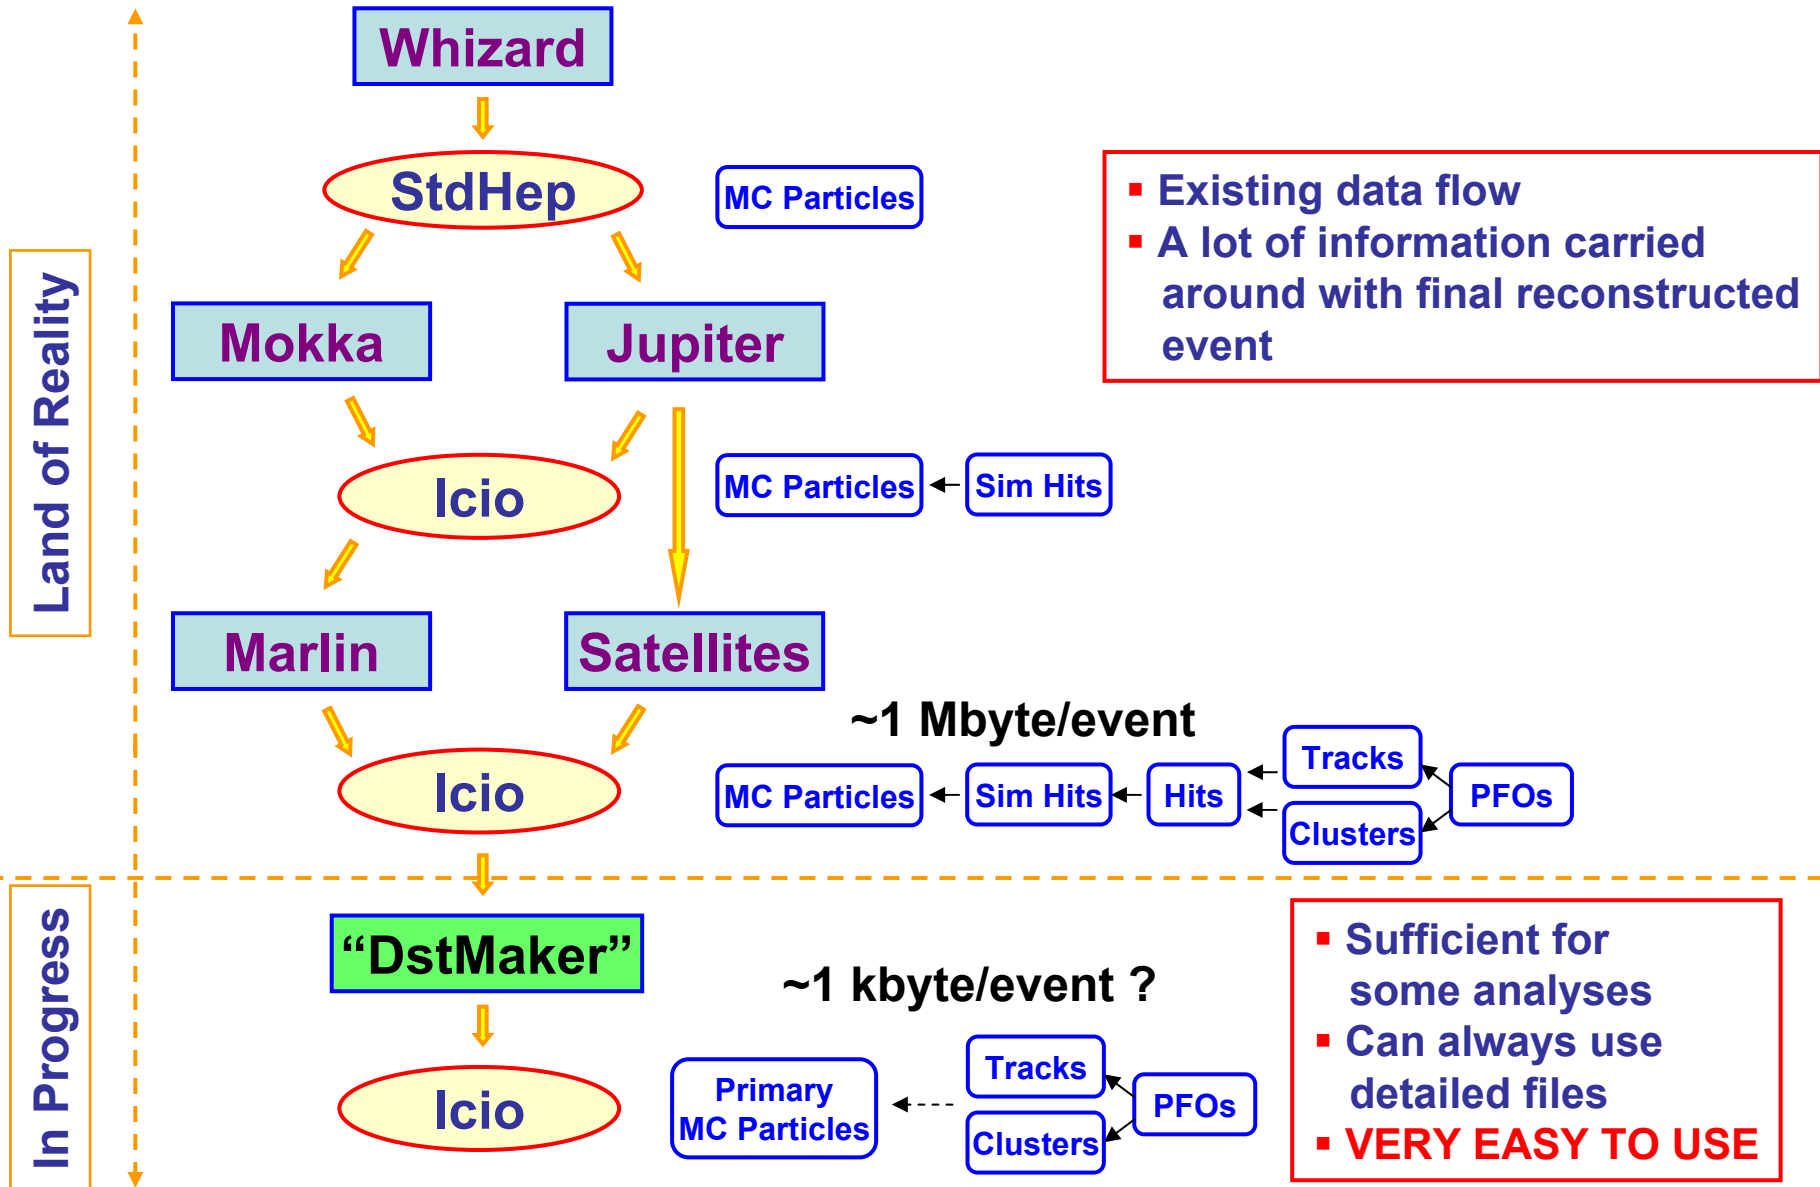 Whizard
StdHep
MC Particles
▪ Existing data flow
▪ A lot of information carried
around with final reconstructed
event
Land of Reality
Mokka
Jupiter
lcio
MC Particles
Sim Hits
Marlin
Satellites
~1 Mbyte/event
lcio
MC Particles
Sim Hits
Hits
Tracks
Clusters
PFOs
In Progress
“DstMaker”
~1 kbyte/event ?
lcio
Primary
MC Particles
Tracks
Clusters
PFOs
▪ Sufficient for
some analyses
▪ Can always use
detailed files
▪ VERY EASY TO USE